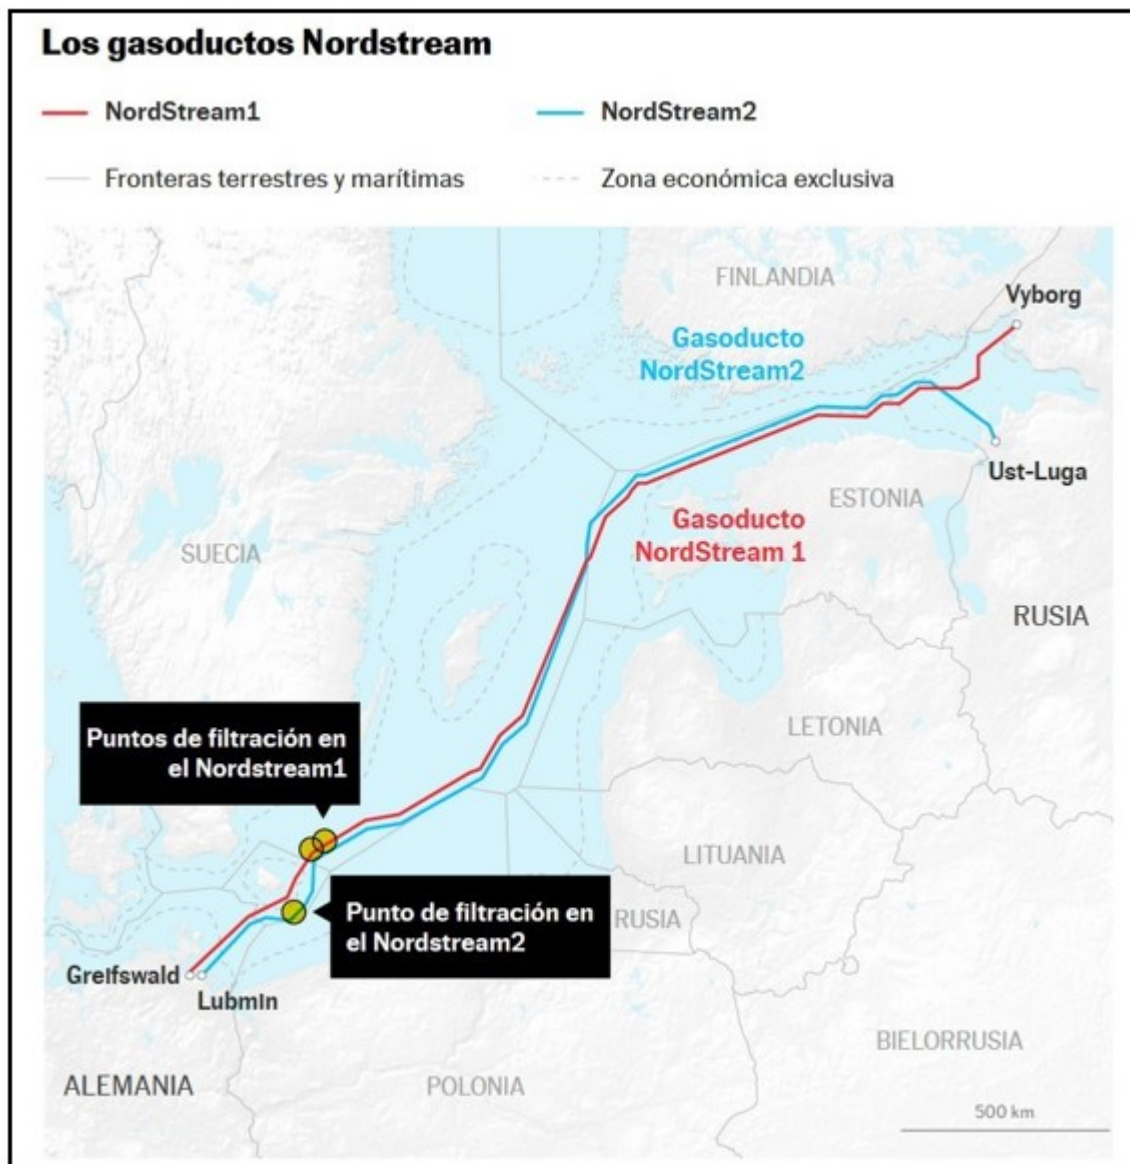 Los gasoductos Nordstream
NordStream1
NordStream2
Fronteras terrestres y marítimas
Zona económica exclusiva
FINLANDIA
Vyborg
Gasoducto
NordStream2
Ust-Luga
ESTONIA
Gasoducto
NordStream 1
SUECIA
RUSIA
LETONIA
Puntos de filtración en
el Nordstream1
LITUANIA
Punto de filtración en
el Nordstream2
RUSIA
Greifswald
Lubmin
BIELORRUSIA
ALEMANIA
POLONIA
500 km